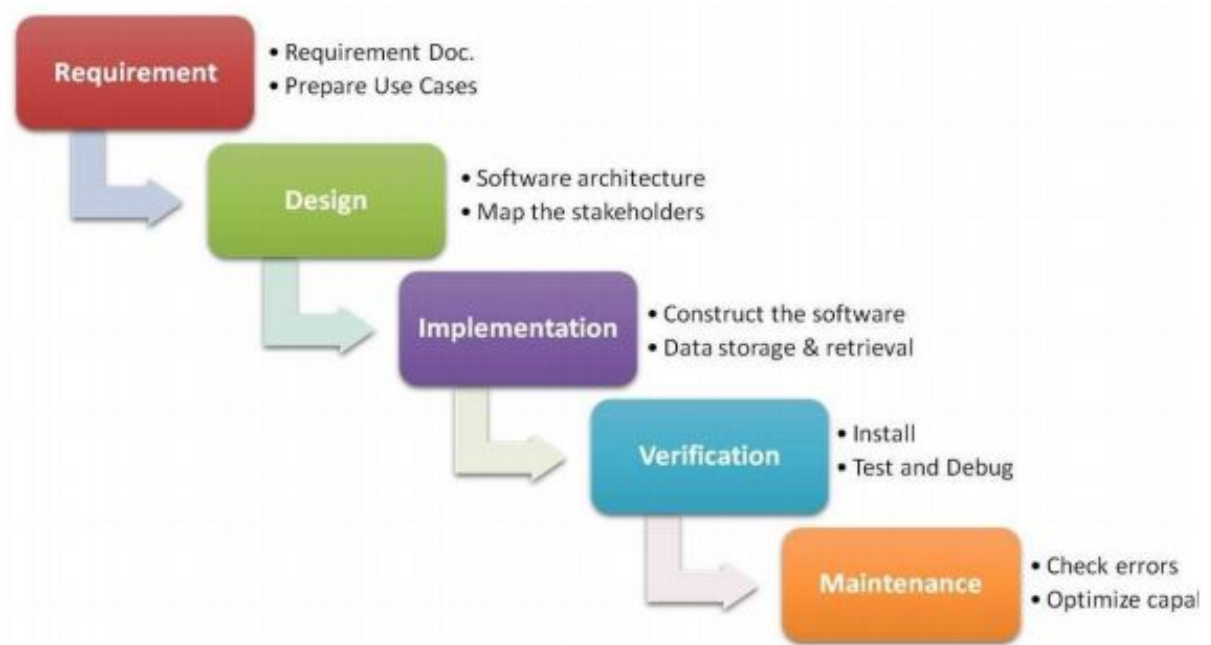 Requirement
• Requirement Doc.
• Prepare Use Cases
Design
• Software architecture
• Map the stakeholders
Implementation
• Construct the software
• Data storage & retrieval
Verification
• Install
• Test and Debug
Maintenance
• Check errors
• Optimize